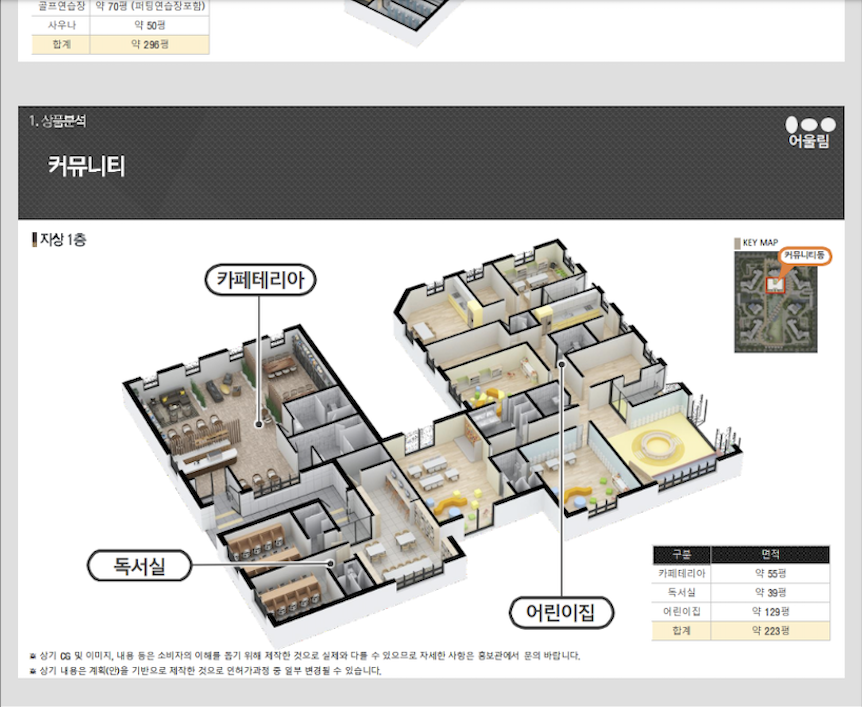 골프연습장 약 70평 (퍼팅연습장포함)
사우나 약 50평
합계 약 296평
1. 상품분석
커뮤니티
어울림
지상 1층
KEY MAP
커뮤니티동
카페테리아
독서실
어린이집
구분 면적
카페테리아 약 55평
독서실 약 39평
어린이집 약 129평
합계 약 223평
※ 상기 CG 및 이미지, 내용 등은 소비자의 이해를 돕기 위해 제작한 것으로 실제와 다를 수 있으므로 자세한 사항은 홍보관에서 문의 바랍니다.
※ 상기 내용은 계획(안)을 기반으로 제작한 것으로 인허가과정 중 일부 변경될 수 있습니다.